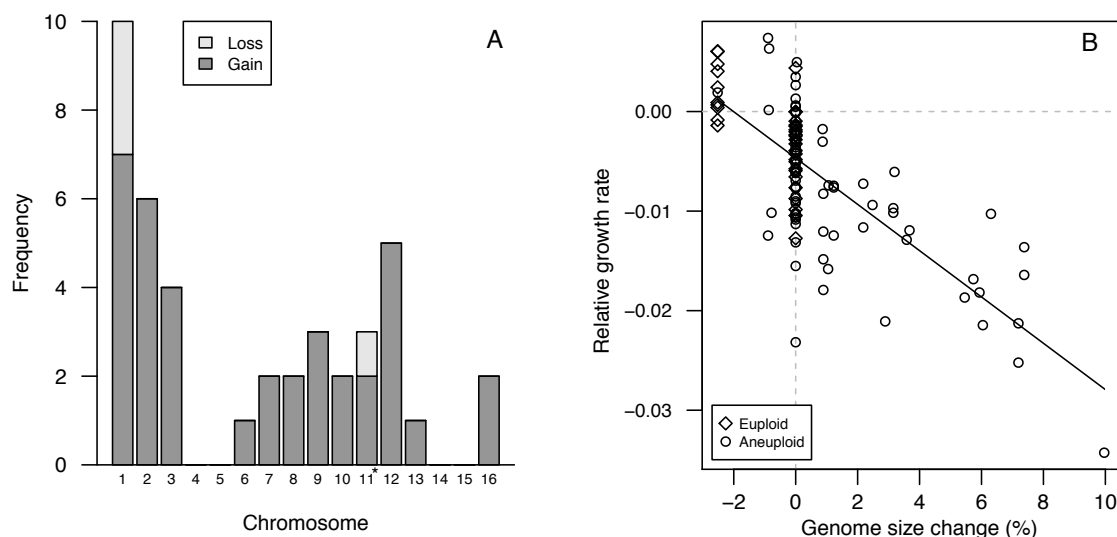 A
Loss
Gain
10
8
6
4
2
0
Frequency
1 2 3 4 5 6 7 8 9 10 11 * 12 13 14 15 16
Chromosome
B
0.00
−0.01
−0.02
−0.03
Relative growth rate
Euploid
Aneuploid
−2 0 2 4 6 8 10
Genome size change (%)